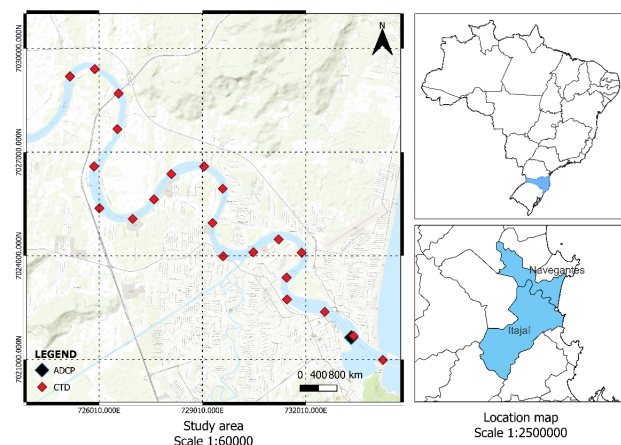 N
7030000.000N
7027000.000N
7024000.000N
7021000.000N
LEGEND
ADCP
CTD
0 400 800 km
726010.000E
729010.000E
732010.000E
Study area
Scale 1:60000
Navegantes
Itajaí
Location map
Scale 1:2500000